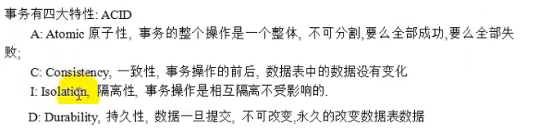 事务有四大特性: ACID
A: Atomic 原子性, 事务的整个操作是一个整体, 不可分割,要么全部成功,要么全部失
败;
C: Consistency, 一致性, 事务操作的前后, 数据表中的数据没有变化
I: Isolation, 隔离性, 事务操作是相互隔离不受影响的.
D: Durability, 持久性, 数据一旦提交, 不可改变,永久的改变数据表数据